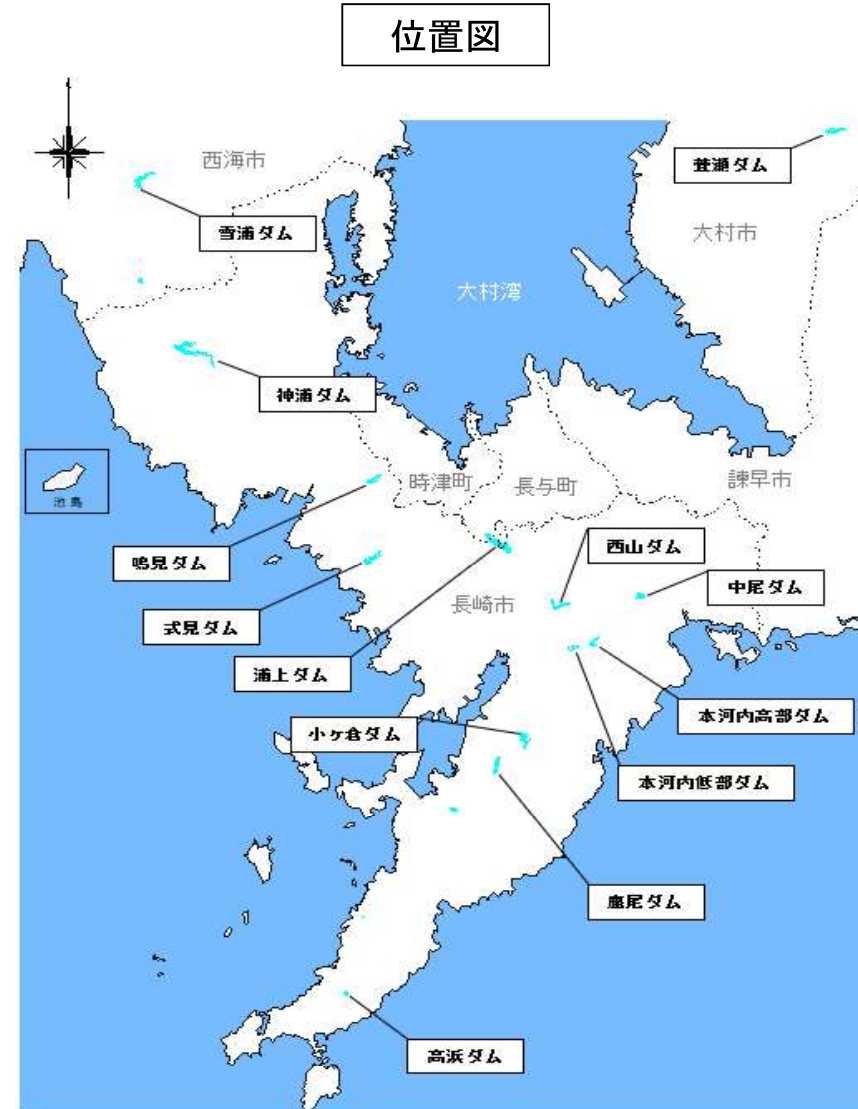 位置図
西海市
萱瀬ダム
雪浦ダム
大村市
大村湾
神浦ダム
池島
時津町
長与町
諫早市
鳴見ダム
西山ダム
中尾ダム
式見ダム
長崎市
浦上ダム
本河内高部ダム
小ヶ倉ダム
本河内低部ダム
鹿尾ダム
高浜ダム